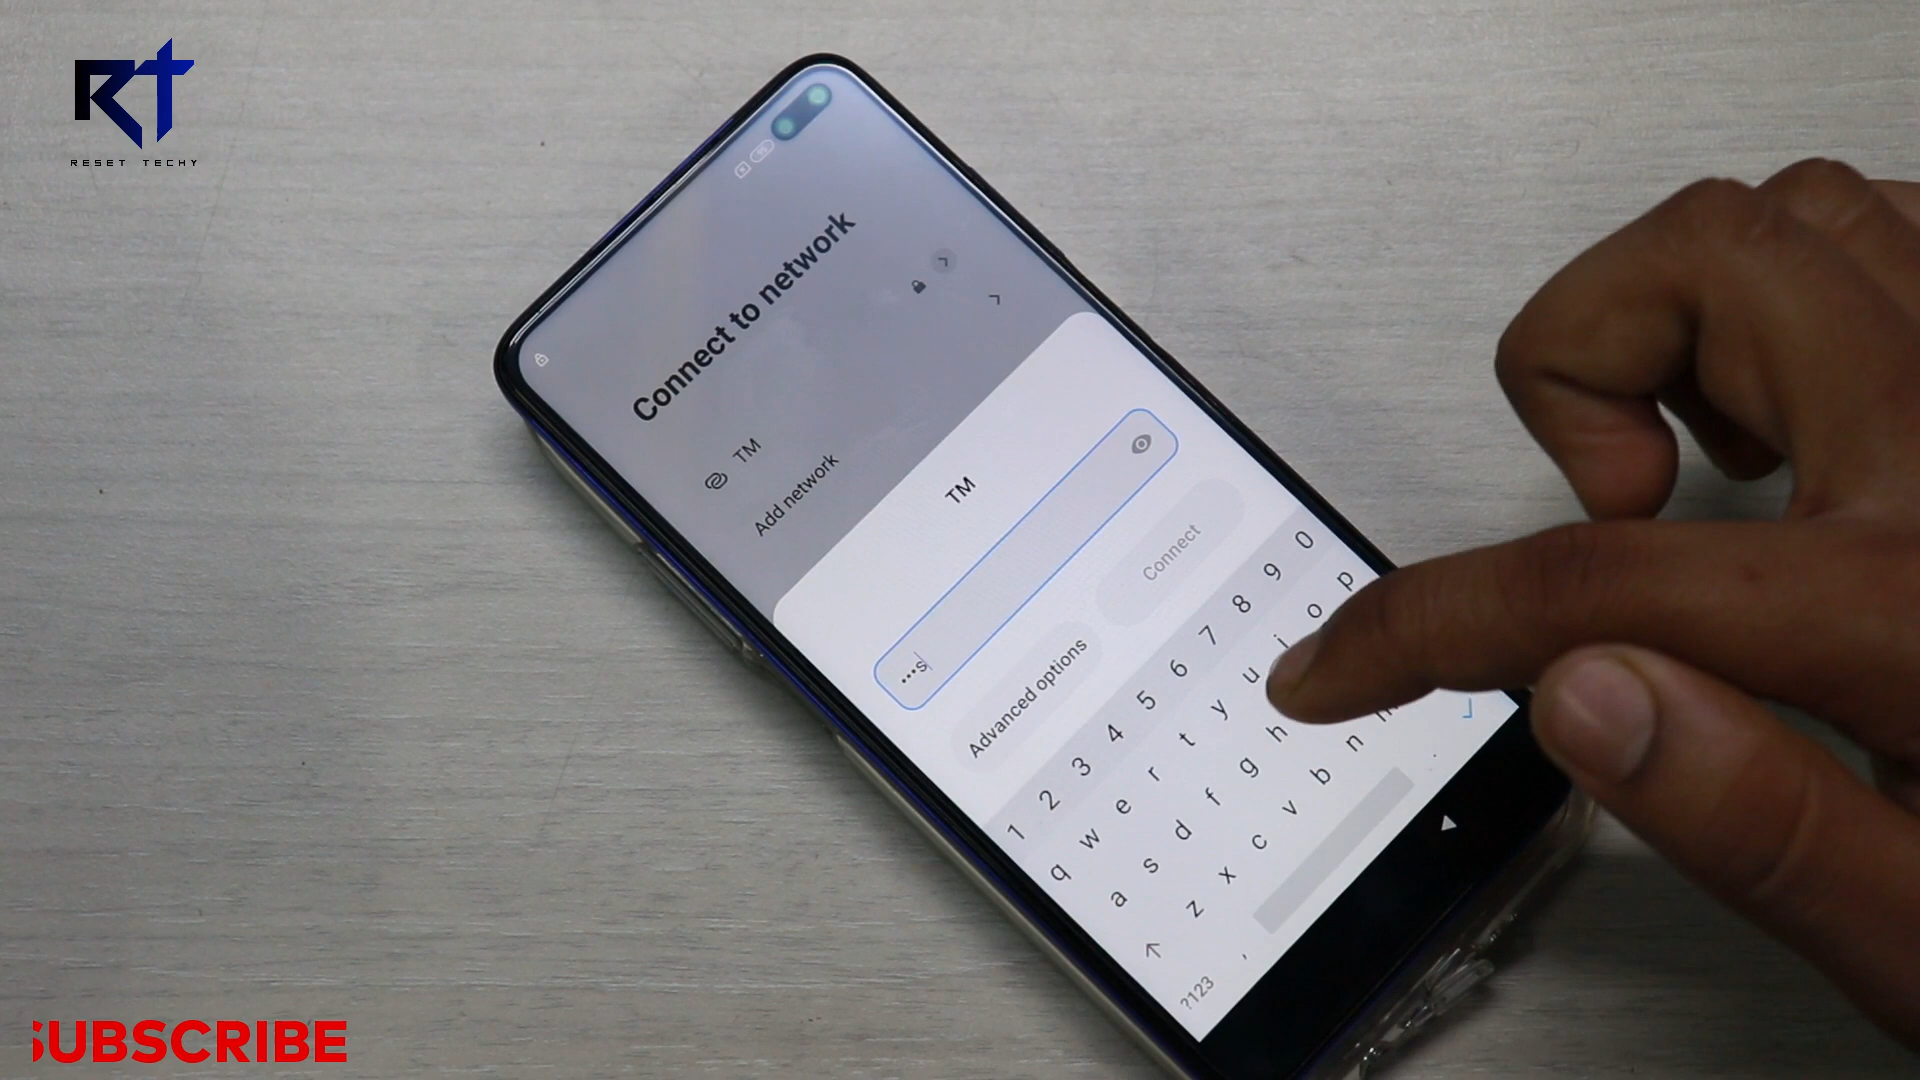 RT
RESET TECHY
Connect to network
TM
Add network
TM
•••s
Connect
Advanced options
1 2 3 4 5 6 7 8 9 0
q w e r t y u i o p
a s d f g h
z x c v b n m
?123 ,
SUBSCRIBE